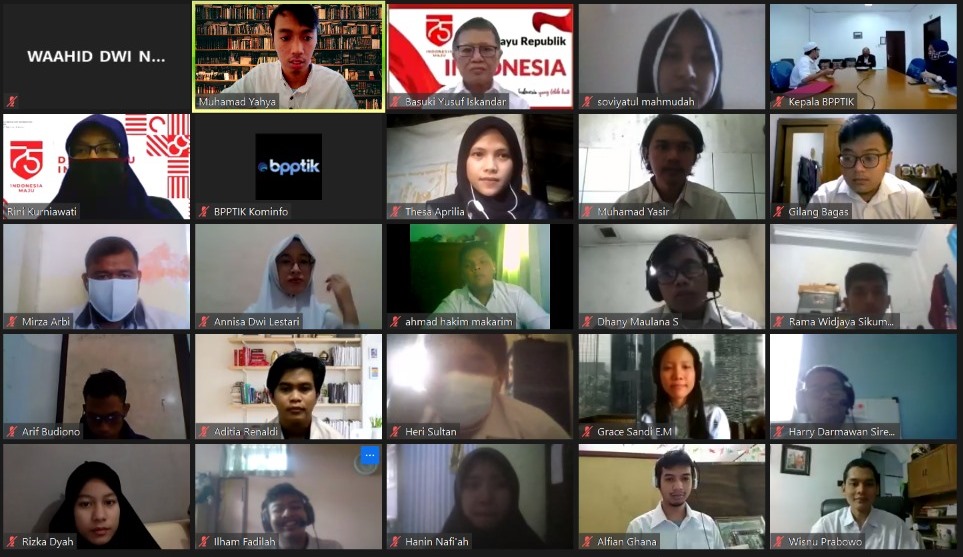 WAAHID DWI N...
Muhamad Yahya
75
INDONESIA
MAJU
ayu Republik
INDONESIA
Basuki Yusuf Iskandar
soviyatul mahmudah
Kepala BPPTIK
75
INDONESIA
MAJU
Rini Kurniawati
bpptik
BPPTIK Kominfo
Thesa Aprilia
Muhamad Yasir
Gilang Bagas
Mirza Arbi
Annisa Dwi Lestari
ahmad hakim makarim
Dhany Maulana S
Rama Widjaya Sikum...
Arif Budiono
Aditia Renaldi
Heri Sultan
Grace Sandi E.M
Harry Darmawan Sire...
Rizka Dyah
Ilham Fadilah
Hanin Nafi'ah
Alfian Ghana
Wisnu Prabowo